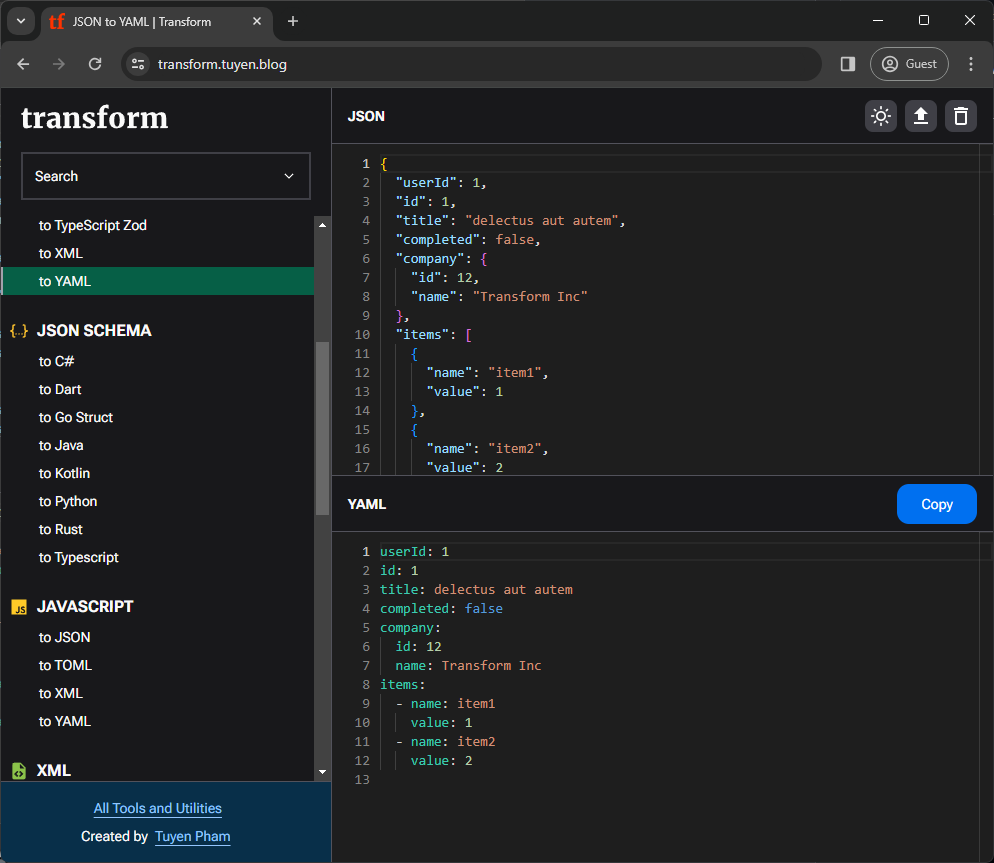 tf JSON to YAML | Transform
transform.tuyen.blog
Guest
transform
Search
to TypeScript Zod
to XML
to YAML
{..} JSON SCHEMA
to C#
to Dart
to Go Struct
to Java
to Kotlin
to Python
to Rust
to Typescript
JS JAVASCRIPT
to JSON
to TOML
to XML
to YAML
XML
All Tools and Utilities
Created by Tuyen Pham
JSON
1 {
2   "userId": 1,
3   "id": 1,
4   "title": "delectus aut autem",
5   "completed": false,
6   "company": {
7     "id": 12,
8     "name": "Transform Inc"
9   },
10   "items": [
11     {
12       "name": "item1",
13       "value": 1
14     },
15     {
16       "name": "item2",
17       "value": 2
YAML
Copy
1 userId: 1
2 id: 1
3 title: delectus aut autem
4 completed: false
5 company:
6   id: 12
7   name: Transform Inc
8 items:
9   - name: item1
10     value: 1
11   - name: item2
12     value: 2
13